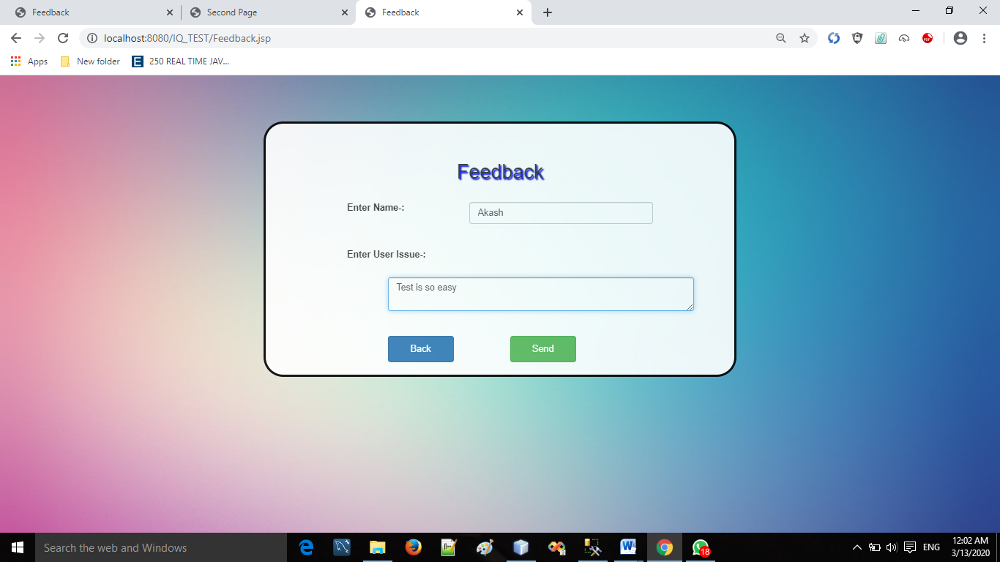 Feedback
Second Page
Feedback
localhost:8080/IQ_TEST/Feedback.jsp
Apps
New folder
E
250 REAL TIME JAV...
PDF
Feedback
Enter Name-:
Akash
Enter User Issue-:
Test is so easy
Back
Send
Search the web and Windows
18
ENG
12:02 AM
3/13/2020